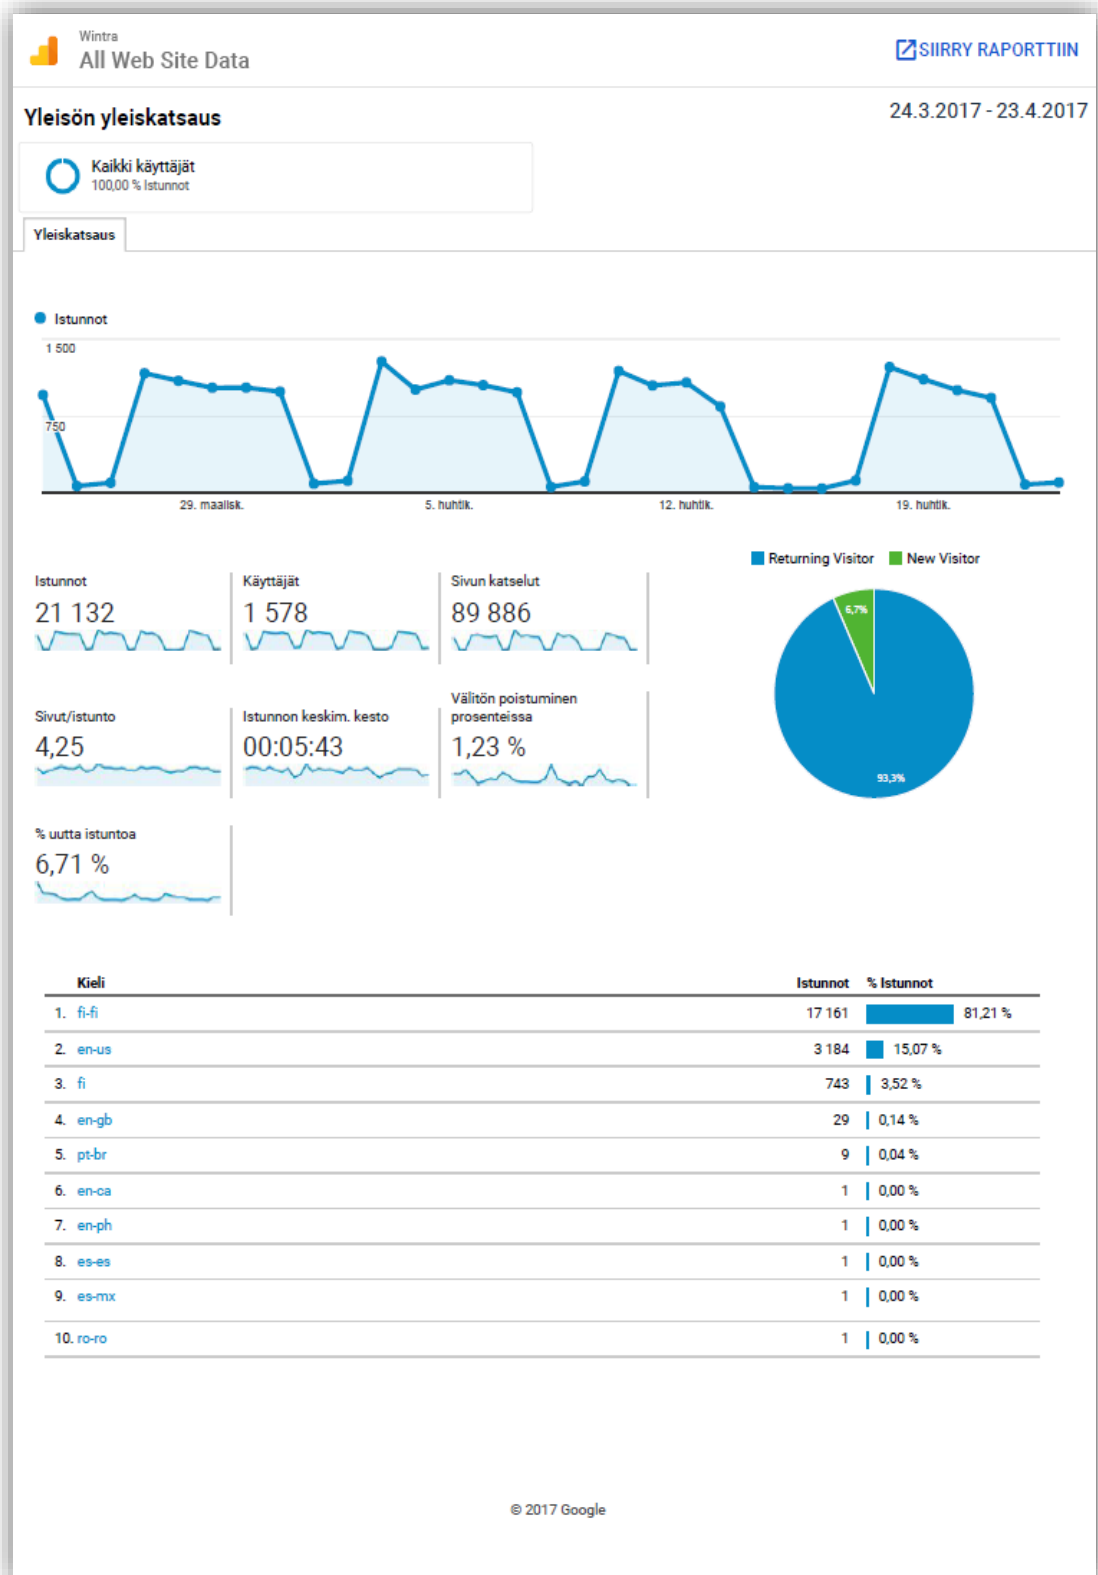 Wintra
All Web Site Data
SIIRRY RAPORTTIIN
Yleisön yleiskatsaus
24.3.2017 - 23.4.2017
Kaikki käyttäjät
100,00 % Istunnot
Yleiskatsaus
Istunnot
1 500
750
29. maalisk. 5. huhtik. 12. huhtik. 19. huhtik.
Returning Visitor New Visitor
6,7%
93,3%
Istunnot Käyttäjät Sivun katselut
21 132 1 578 89 886
Sivut/istunto Istunnon keskim. kesto Välitön poistuminen
prosenteissa
4,25 00:05:43 1,23 %
% uutta istuntoa
6,71 %
Kieli Istunnot % Istunnot
1. fi-fi 17 161 81,21 %
2. en-us 3 184 15,07 %
3. fi 743 3,52 %
4. en-gb 29 0,14 %
5. pt-br 9 0,04 %
6. en-ca 1 0,00 %
7. en-ph 1 0,00 %
8. es-es 1 0,00 %
9. es-mx 1 0,00 %
10. ro-ro 1 0,00 %
© 2017 Google